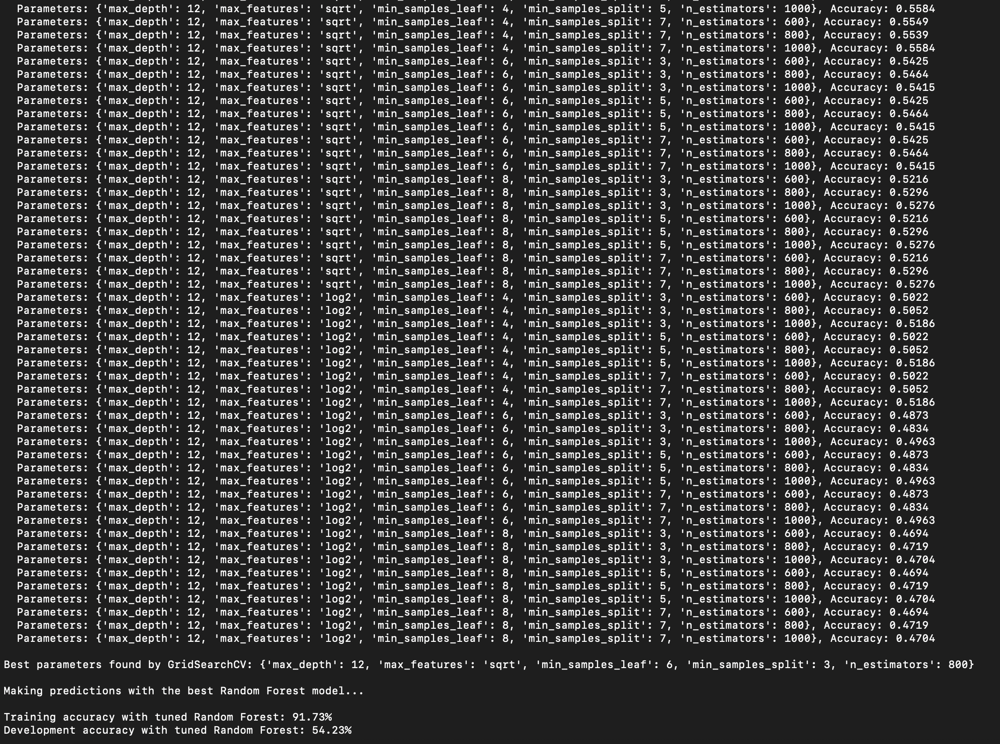 Parameters: {'max_depth': 12, 'max_features': 'sqrt', 'min_samples_leaf': 4, 'min_samples_split': 5, 'n_estimators': 1000}, Accuracy: 0.5584
Parameters: {'max_depth': 12, 'max_features': 'sqrt', 'min_samples_leaf': 4, 'min_samples_split': 7, 'n_estimators': 600}, Accuracy: 0.5549
Parameters: {'max_depth': 12, 'max_features': 'sqrt', 'min_samples_leaf': 4, 'min_samples_split': 7, 'n_estimators': 800}, Accuracy: 0.5539
Parameters: {'max_depth': 12, 'max_features': 'sqrt', 'min_samples_leaf': 4, 'min_samples_split': 7, 'n_estimators': 1000}, Accuracy: 0.5584
Parameters: {'max_depth': 12, 'max_features': 'sqrt', 'min_samples_leaf': 6, 'min_samples_split': 3, 'n_estimators': 600}, Accuracy: 0.5425
Parameters: {'max_depth': 12, 'max_features': 'sqrt', 'min_samples_leaf': 6, 'min_samples_split': 3, 'n_estimators': 800}, Accuracy: 0.5464
Parameters: {'max_depth': 12, 'max_features': 'sqrt', 'min_samples_leaf': 6, 'min_samples_split': 3, 'n_estimators': 1000}, Accuracy: 0.5415
Parameters: {'max_depth': 12, 'max_features': 'sqrt', 'min_samples_leaf': 6, 'min_samples_split': 5, 'n_estimators': 600}, Accuracy: 0.5425
Parameters: {'max_depth': 12, 'max_features': 'sqrt', 'min_samples_leaf': 6, 'min_samples_split': 5, 'n_estimators': 800}, Accuracy: 0.5464
Parameters: {'max_depth': 12, 'max_features': 'sqrt', 'min_samples_leaf': 6, 'min_samples_split': 5, 'n_estimators': 1000}, Accuracy: 0.5415
Parameters: {'max_depth': 12, 'max_features': 'sqrt', 'min_samples_leaf': 6, 'min_samples_split': 7, 'n_estimators': 600}, Accuracy: 0.5425
Parameters: {'max_depth': 12, 'max_features': 'sqrt', 'min_samples_leaf': 6, 'min_samples_split': 7, 'n_estimators': 800}, Accuracy: 0.5464
Parameters: {'max_depth': 12, 'max_features': 'sqrt', 'min_samples_leaf': 6, 'min_samples_split': 7, 'n_estimators': 1000}, Accuracy: 0.5415
Parameters: {'max_depth': 12, 'max_features': 'sqrt', 'min_samples_leaf': 8, 'min_samples_split': 3, 'n_estimators': 600}, Accuracy: 0.5216
Parameters: {'max_depth': 12, 'max_features': 'sqrt', 'min_samples_leaf': 8, 'min_samples_split': 3, 'n_estimators': 800}, Accuracy: 0.5296
Parameters: {'max_depth': 12, 'max_features': 'sqrt', 'min_samples_leaf': 8, 'min_samples_split': 3, 'n_estimators': 1000}, Accuracy: 0.5276
Parameters: {'max_depth': 12, 'max_features': 'sqrt', 'min_samples_leaf': 8, 'min_samples_split': 5, 'n_estimators': 600}, Accuracy: 0.5216
Parameters: {'max_depth': 12, 'max_features': 'sqrt', 'min_samples_leaf': 8, 'min_samples_split': 5, 'n_estimators': 800}, Accuracy: 0.5296
Parameters: {'max_depth': 12, 'max_features': 'sqrt', 'min_samples_leaf': 8, 'min_samples_split': 5, 'n_estimators': 1000}, Accuracy: 0.5276
Parameters: {'max_depth': 12, 'max_features': 'sqrt', 'min_samples_leaf': 8, 'min_samples_split': 7, 'n_estimators': 600}, Accuracy: 0.5216
Parameters: {'max_depth': 12, 'max_features': 'sqrt', 'min_samples_leaf': 8, 'min_samples_split': 7, 'n_estimators': 800}, Accuracy: 0.5296
Parameters: {'max_depth': 12, 'max_features': 'sqrt', 'min_samples_leaf': 8, 'min_samples_split': 7, 'n_estimators': 1000}, Accuracy: 0.5276
Parameters: {'max_depth': 12, 'max_features': 'log2', 'min_samples_leaf': 4, 'min_samples_split': 3, 'n_estimators': 600}, Accuracy: 0.5022
Parameters: {'max_depth': 12, 'max_features': 'log2', 'min_samples_leaf': 4, 'min_samples_split': 3, 'n_estimators': 800}, Accuracy: 0.5052
Parameters: {'max_depth': 12, 'max_features': 'log2', 'min_samples_leaf': 4, 'min_samples_split': 3, 'n_estimators': 1000}, Accuracy: 0.5186
Parameters: {'max_depth': 12, 'max_features': 'log2', 'min_samples_leaf': 4, 'min_samples_split': 5, 'n_estimators': 600}, Accuracy: 0.5022
Parameters: {'max_depth': 12, 'max_features': 'log2', 'min_samples_leaf': 4, 'min_samples_split': 5, 'n_estimators': 800}, Accuracy: 0.5052
Parameters: {'max_depth': 12, 'max_features': 'log2', 'min_samples_leaf': 4, 'min_samples_split': 5, 'n_estimators': 1000}, Accuracy: 0.5186
Parameters: {'max_depth': 12, 'max_features': 'log2', 'min_samples_leaf': 4, 'min_samples_split': 7, 'n_estimators': 600}, Accuracy: 0.5022
Parameters: {'max_depth': 12, 'max_features': 'log2', 'min_samples_leaf': 4, 'min_samples_split': 7, 'n_estimators': 800}, Accuracy: 0.5052
Parameters: {'max_depth': 12, 'max_features': 'log2', 'min_samples_leaf': 4, 'min_samples_split': 7, 'n_estimators': 1000}, Accuracy: 0.5186
Parameters: {'max_depth': 12, 'max_features': 'log2', 'min_samples_leaf': 6, 'min_samples_split': 3, 'n_estimators': 600}, Accuracy: 0.4873
Parameters: {'max_depth': 12, 'max_features': 'log2', 'min_samples_leaf': 6, 'min_samples_split': 3, 'n_estimators': 800}, Accuracy: 0.4834
Parameters: {'max_depth': 12, 'max_features': 'log2', 'min_samples_leaf': 6, 'min_samples_split': 3, 'n_estimators': 1000}, Accuracy: 0.4963
Parameters: {'max_depth': 12, 'max_features': 'log2', 'min_samples_leaf': 6, 'min_samples_split': 5, 'n_estimators': 600}, Accuracy: 0.4873
Parameters: {'max_depth': 12, 'max_features': 'log2', 'min_samples_leaf': 6, 'min_samples_split': 5, 'n_estimators': 800}, Accuracy: 0.4834
Parameters: {'max_depth': 12, 'max_features': 'log2', 'min_samples_leaf': 6, 'min_samples_split': 5, 'n_estimators': 1000}, Accuracy: 0.4963
Parameters: {'max_depth': 12, 'max_features': 'log2', 'min_samples_leaf': 6, 'min_samples_split': 7, 'n_estimators': 600}, Accuracy: 0.4873
Parameters: {'max_depth': 12, 'max_features': 'log2', 'min_samples_leaf': 6, 'min_samples_split': 7, 'n_estimators': 800}, Accuracy: 0.4834
Parameters: {'max_depth': 12, 'max_features': 'log2', 'min_samples_leaf': 6, 'min_samples_split': 7, 'n_estimators': 1000}, Accuracy: 0.4963
Parameters: {'max_depth': 12, 'max_features': 'log2', 'min_samples_leaf': 8, 'min_samples_split': 3, 'n_estimators': 600}, Accuracy: 0.4694
Parameters: {'max_depth': 12, 'max_features': 'log2', 'min_samples_leaf': 8, 'min_samples_split': 3, 'n_estimators': 800}, Accuracy: 0.4719
Parameters: {'max_depth': 12, 'max_features': 'log2', 'min_samples_leaf': 8, 'min_samples_split': 3, 'n_estimators': 1000}, Accuracy: 0.4704
Parameters: {'max_depth': 12, 'max_features': 'log2', 'min_samples_leaf': 8, 'min_samples_split': 5, 'n_estimators': 600}, Accuracy: 0.4694
Parameters: {'max_depth': 12, 'max_features': 'log2', 'min_samples_leaf': 8, 'min_samples_split': 5, 'n_estimators': 800}, Accuracy: 0.4719
Parameters: {'max_depth': 12, 'max_features': 'log2', 'min_samples_leaf': 8, 'min_samples_split': 5, 'n_estimators': 1000}, Accuracy: 0.4704
Parameters: {'max_depth': 12, 'max_features': 'log2', 'min_samples_leaf': 8, 'min_samples_split': 7, 'n_estimators': 600}, Accuracy: 0.4694
Parameters: {'max_depth': 12, 'max_features': 'log2', 'min_samples_leaf': 8, 'min_samples_split': 7, 'n_estimators': 800}, Accuracy: 0.4719
Parameters: {'max_depth': 12, 'max_features': 'log2', 'min_samples_leaf': 8, 'min_samples_split': 7, 'n_estimators': 1000}, Accuracy: 0.4704
Best parameters found by GridSearchCV: {'max_depth': 12, 'max_features': 'sqrt', 'min_samples_leaf': 6, 'min_samples_split': 3, 'n_estimators': 800}
Making predictions with the best Random Forest model...
Training accuracy with tuned Random Forest: 91.73%
Development accuracy with tuned Random Forest: 54.23%